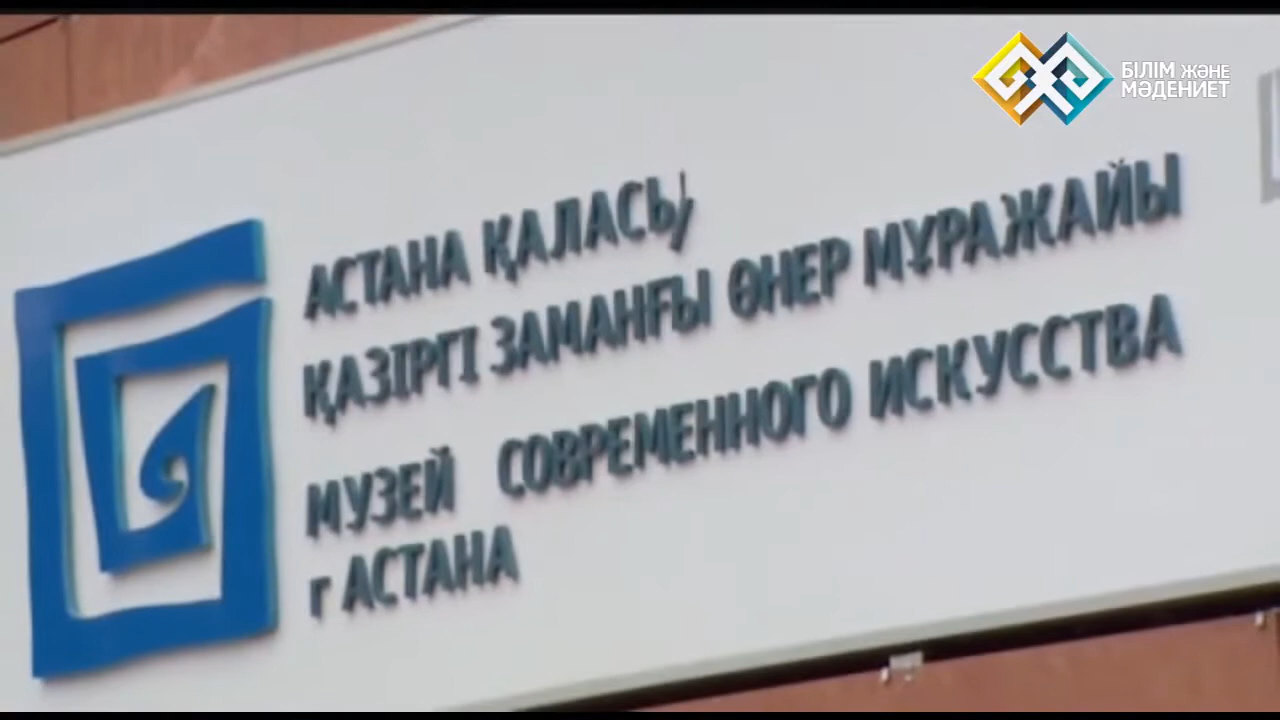 БІЛІМ ЖӘНЕ
МӘДЕНИЕТ
АСТАНА ҚАЛАСЫ
ҚАЗІРГІ ЗАМАНҒЫ ӨНЕР МҰРАЖАЙЫ
МУЗЕЙ СОВРЕМЕННОГО ИСКУССТВА
г АСТАНА